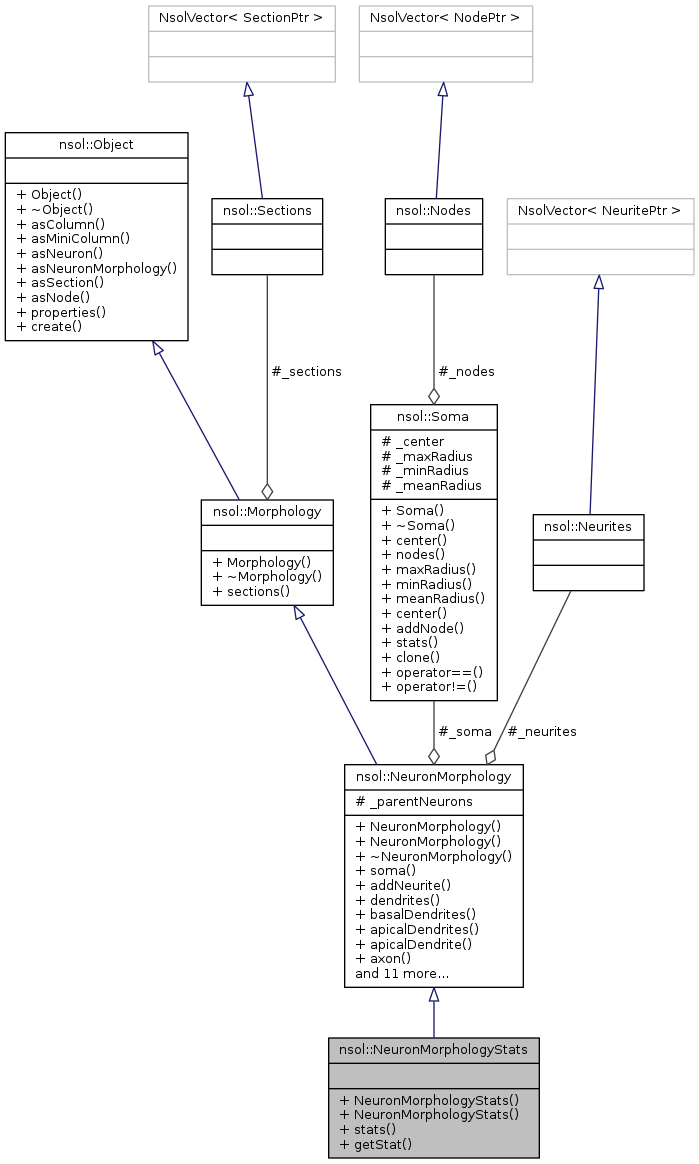 NsolVector< SectionPtr >
NsolVector< NodePtr >
nsol::Object
+ Object()
+ ~Object()
+ asColumn()
+ asMiniColumn()
+ asNeuron()
+ asNeuronMorphology()
+ asSection()
+ asNode()
+ properties()
+ create()
nsol::Sections
nsol::Nodes
NsolVector< NeuritePtr >
#_sections
#_nodes
nsol::Soma
# _center
# _maxRadius
# _minRadius
# _meanRadius
+ Soma()
+ ~Soma()
+ center()
+ nodes()
+ maxRadius()
+ minRadius()
+ meanRadius()
+ center()
+ addNode()
+ stats()
+ clone()
+ operator==()
+ operator!=()
nsol::Morphology
+ Morphology()
+ ~Morphology()
+ sections()
nsol::Neurites
#_soma
#_neurites
nsol::NeuronMorphology
# _parentNeurons
+ NeuronMorphology()
+ NeuronMorphology()
+ ~NeuronMorphology()
+ soma()
+ addNeurite()
+ dendrites()
+ basalDendrites()
+ apicalDendrites()
+ apicalDendrite()
+ axon()
and 11 more...
nsol::NeuronMorphologyStats
+ NeuronMorphologyStats()
+ NeuronMorphologyStats()
+ stats()
+ getStat()